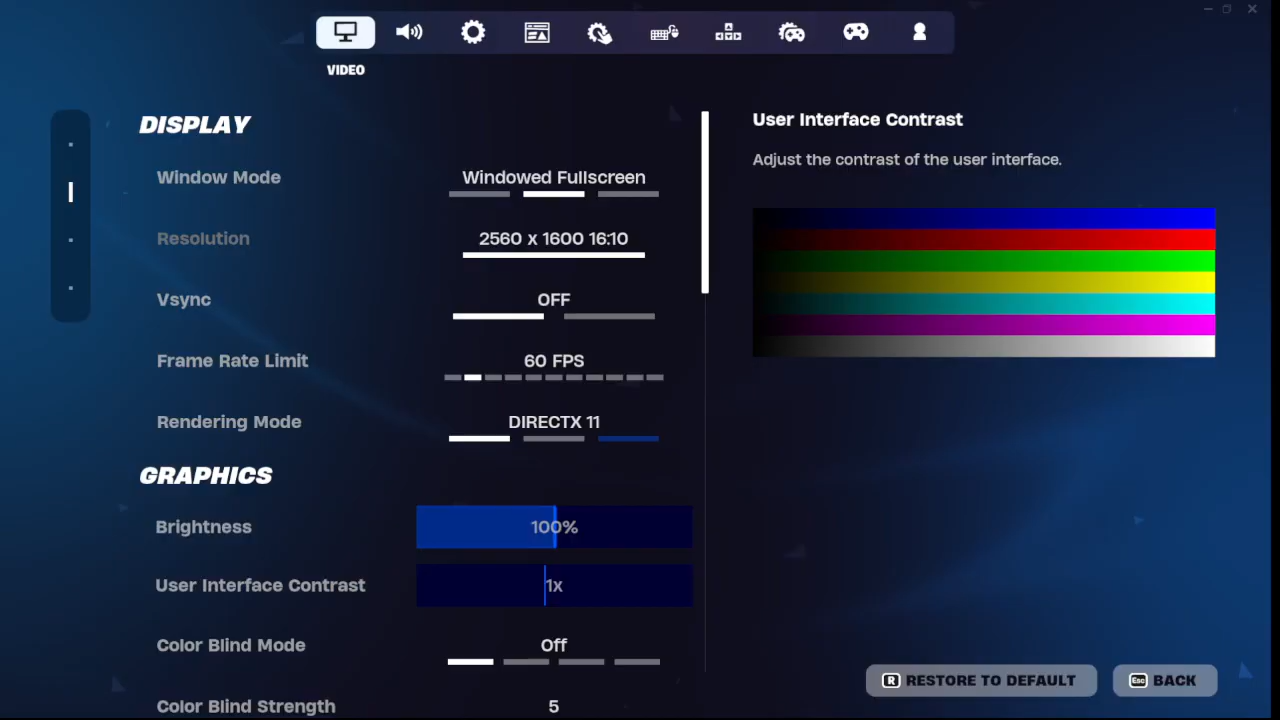 VIDEO
DISPLAY
Window Mode
Windowed Fullscreen
Resolution
2560 x 1600 16:10
Vsync
OFF
Frame Rate Limit
60 FPS
Rendering Mode
DIRECTX 11
GRAPHICS
Brightness
100%
User Interface Contrast
1x
Color Blind Mode
Off
Color Blind Strength
5
User Interface Contrast
Adjust the contrast of the user interface.
R RESTORE TO DEFAULT
Esc BACK